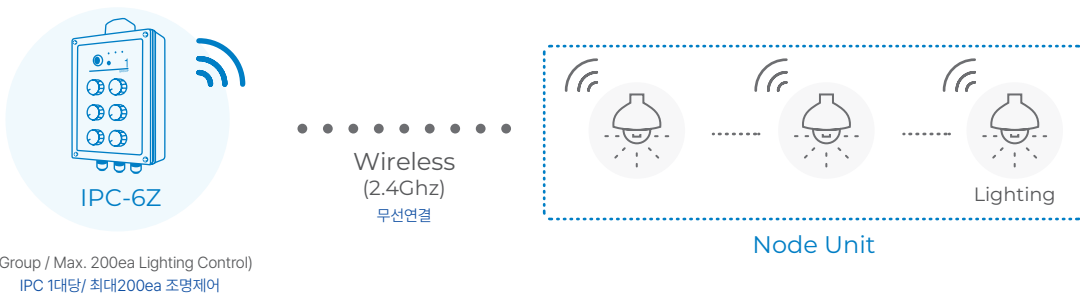 IPC-6Z
Group / Max. 200ea Lighting Control)
IPC 1대당/ 최대200ea 조명제어
Wireless
(2.4Ghz)
무선연결
Lighting
Node Unit